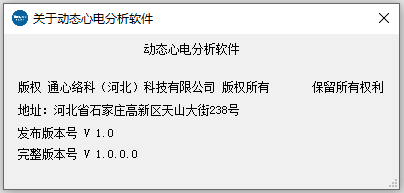 关于动态心电分析软件
动态心电分析软件
版权 通心络科（河北）科技有限公司 版权所有 保留所有权利
地址：河北省石家庄高新区天山大街238号
发布版本号 V 1.0
完整版本号 V 1.0.0.0